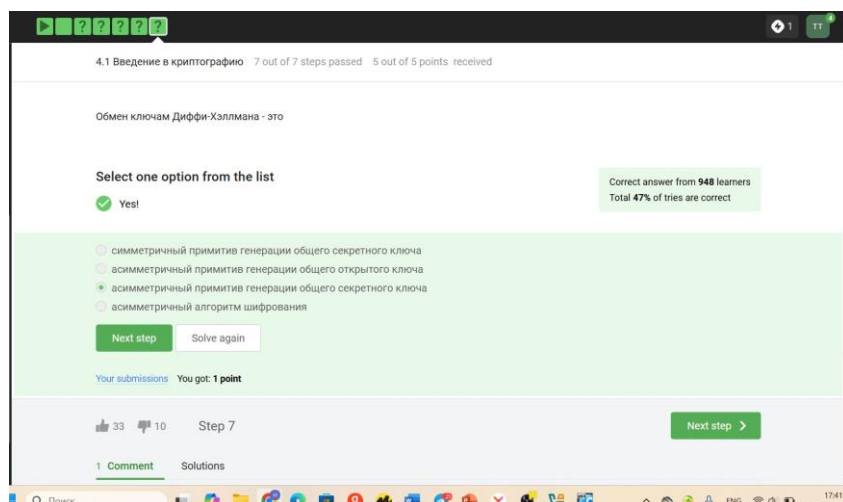 ? ? ? ? ?
1
TT
4
4.1 Введение в криптографию 7 out of 7 steps passed 5 out of 5 points received
Обмен ключам Диффи-Хэллмана - это
Select one option from the list
Yes!
Correct answer from 948 learners
Total 47% of tries are correct
симметричный примитив генерации общего секретного ключа
асимметричный примитив генерации общего открытого ключа
асимметричный примитив генерации общего секретного ключа
асимметричный алгоритм шифрования
Next step Solve again
Your submissions You got: 1 point
33 10 Step 7 Next step
1 Comment Solutions
Поиск ENG 17:41